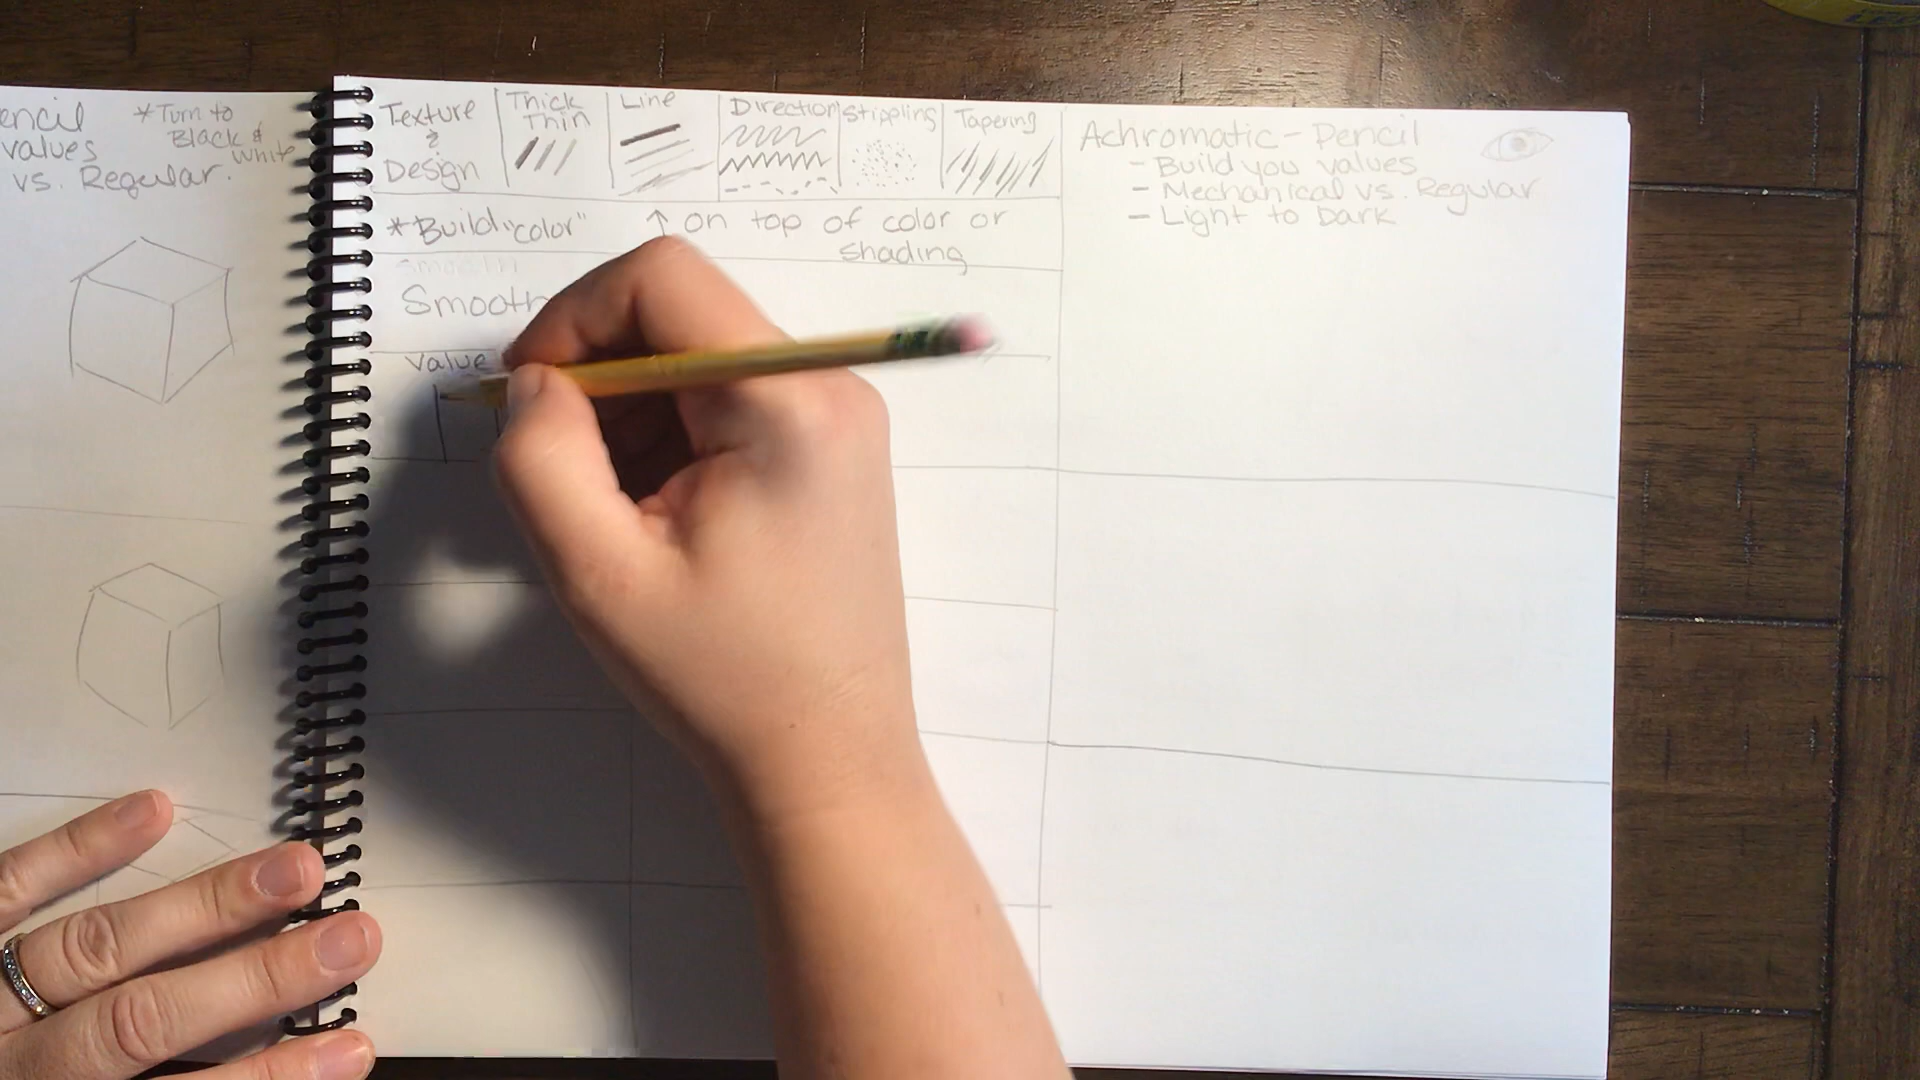 *Turn to
Black &
White
values
vs. Regular.
Texture
&
Design
Thick
Thin
Line
Direction
Stippling
Tapering
*Build "color"
↑ on top of color or
shading
Smooth
Smooth
Value
Achromatic - Pencil
- Build you values
- Mechanical vs. Regular
- Light to Dark